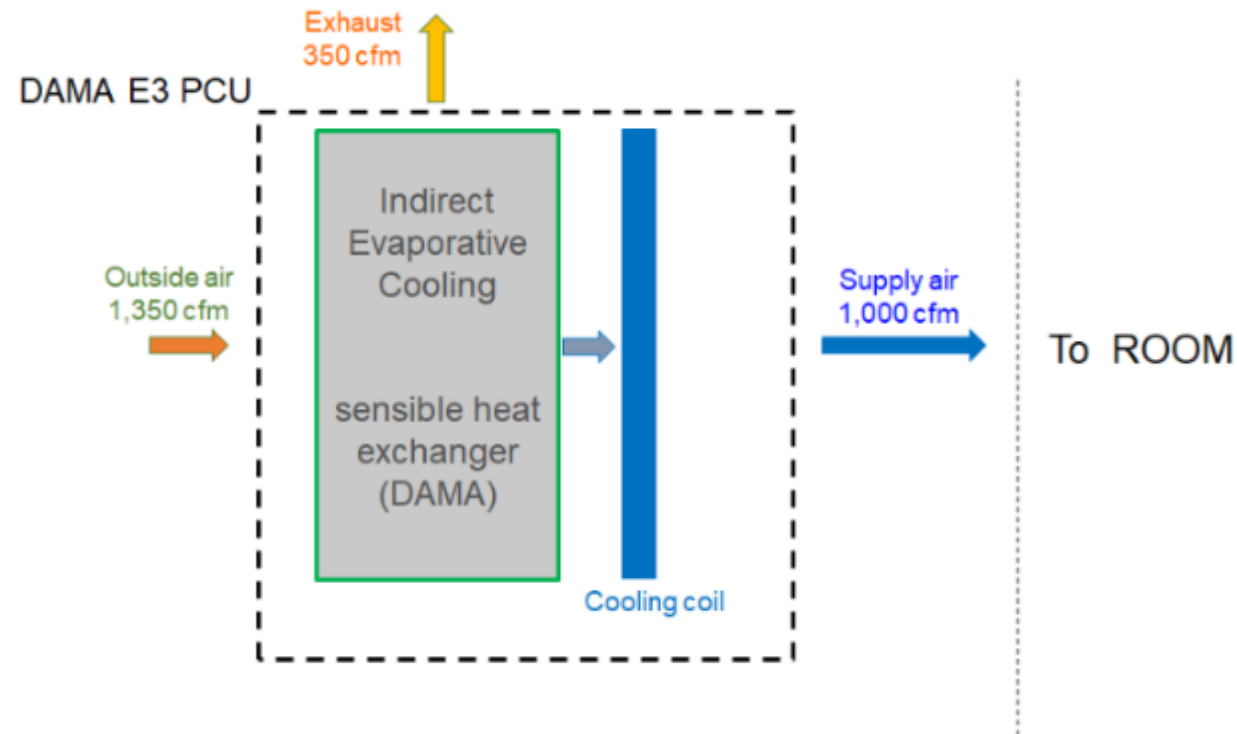 Exhaust
350 cfm
DAMA E3 PCU
Indirect
Evaporative
Cooling
sensible heat
exchanger
(DAMA)
Outside air
1,350 cfm
Supply air
1,000 cfm
To ROOM
Cooling coil